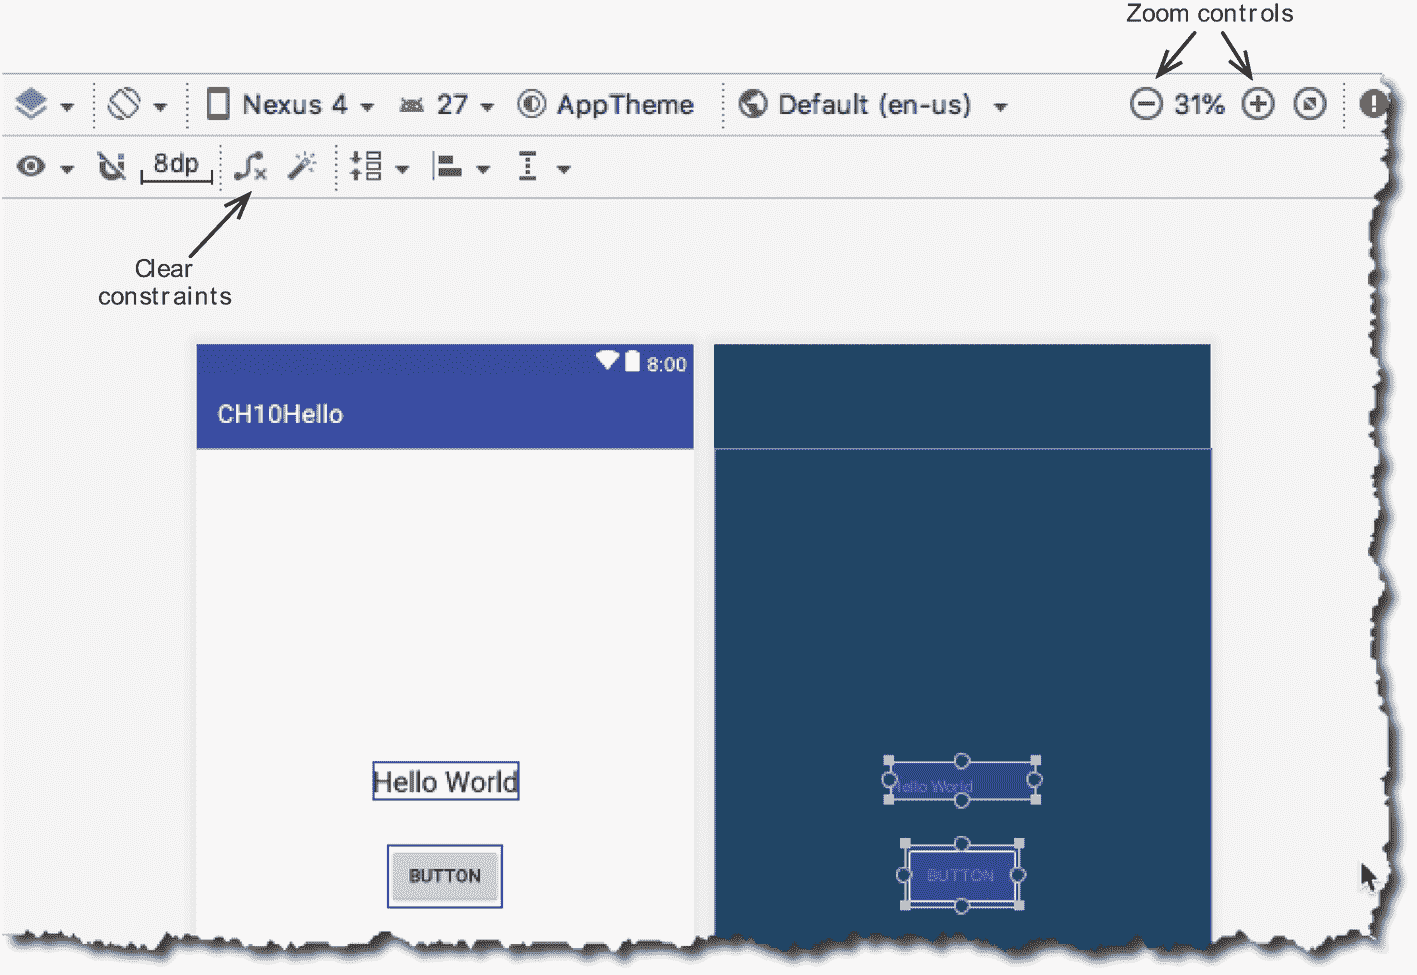 Zoom controls
Nexus 4 27 AppTheme Default (en-us) 31%
8dp
Clear
constraints
8:00
CH10Hello
Hello World
Hello World
BUTTON
BUTTON